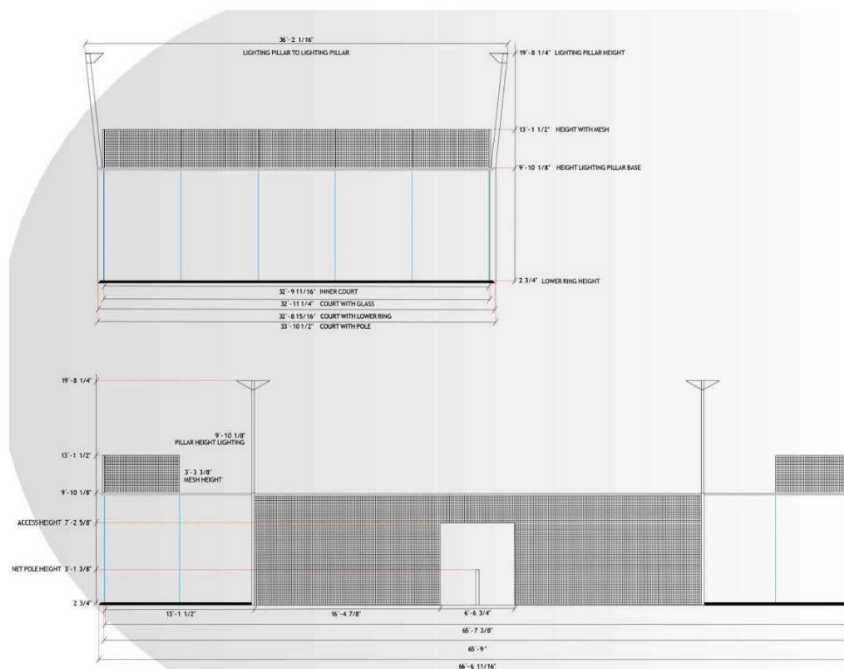 36´-2 1/16"
LIGHTING PILLAR TO LIGHTING PILLAR
19´-8 1/4" LIGHTING PILLAR HEIGHT
13´-1 1/2" HEIGHT WITH MESH
9´-10 1/8" HEIGHT LIGHTING PILLAR BASE
2 3/4" LOWER RING HEIGHT
32´-9 11/16" INNER COURT
32´-11 1/4" COURT WITH GLASS
32´-8 15/16" COURT WITH LOWER RING
33´-10 1/2" COURT WITH POLE
19´-8 1/4"
9´-10 1/8"
PILLAR HEIGHT LIGHTING
13´-1 1/2"
3´-3 3/8"
MESH HEIGHT
9´-10 1/8"
ACCESS HEIGHT 7´-2 5/8"
NET POLE HEIGHT 3´-1 3/8"
2 3/4"
13´-1 1/2"
16´-4 7/8"
6´-6 3/4"
65´-7 3/8"
65´-9"
66´-6 11/16"